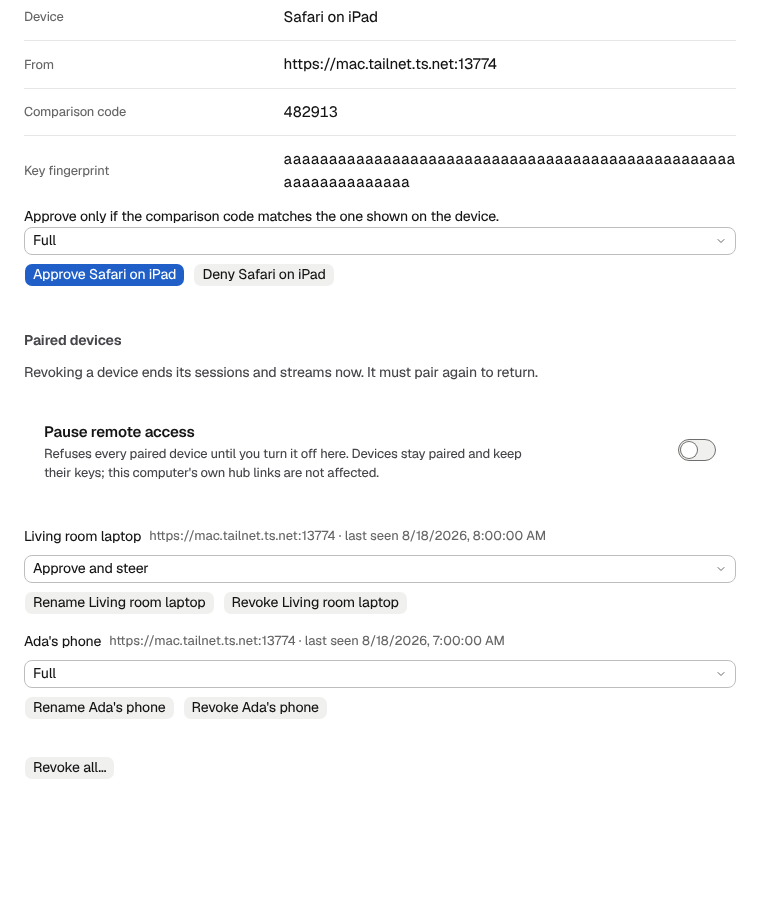 Device
Safari on iPad
From
https://mac.tailnet.ts.net:13774
Comparison code
482913
Key fingerprint
aaaaaaaaaaaaaaaaaaaaaaaaaaaaaaaaaaaaaaaaaaaaaaaaaa
aaaaaaaaaaaaaa
Approve only if the comparison code matches the one shown on the device.
Full
Approve Safari on iPad
Deny Safari on iPad
Paired devices
Revoking a device ends its sessions and streams now. It must pair again to return.
Pause remote access
Refuses every paired device until you turn it off here. Devices stay paired and keep
their keys; this computer's own hub links are not affected.
Living room laptop https://mac.tailnet.ts.net:13774 · last seen 8/18/2026, 8:00:00 AM
Approve and steer
Rename Living room laptop
Revoke Living room laptop
Ada's phone https://mac.tailnet.ts.net:13774 · last seen 8/18/2026, 7:00:00 AM
Full
Rename Ada's phone
Revoke Ada's phone
Revoke all…